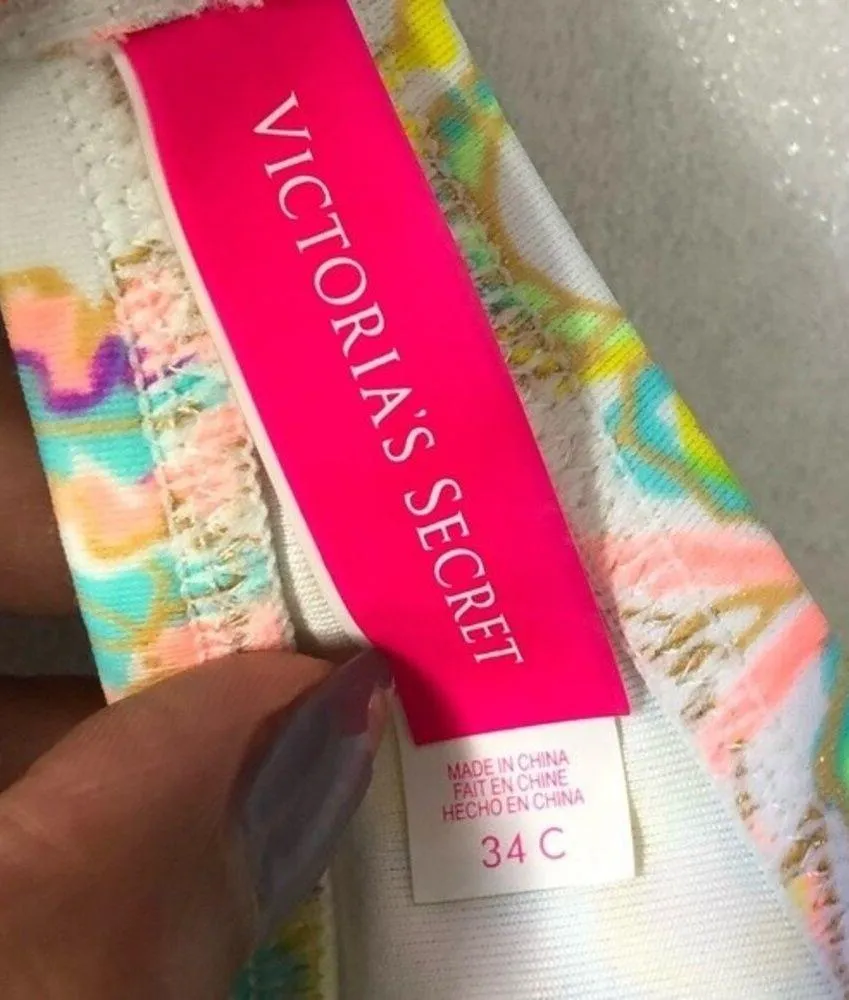 VICTORIA'S SECRET
MADE IN CHINA
FAIT EN CHINE
HECHO EN CHINA
34 C